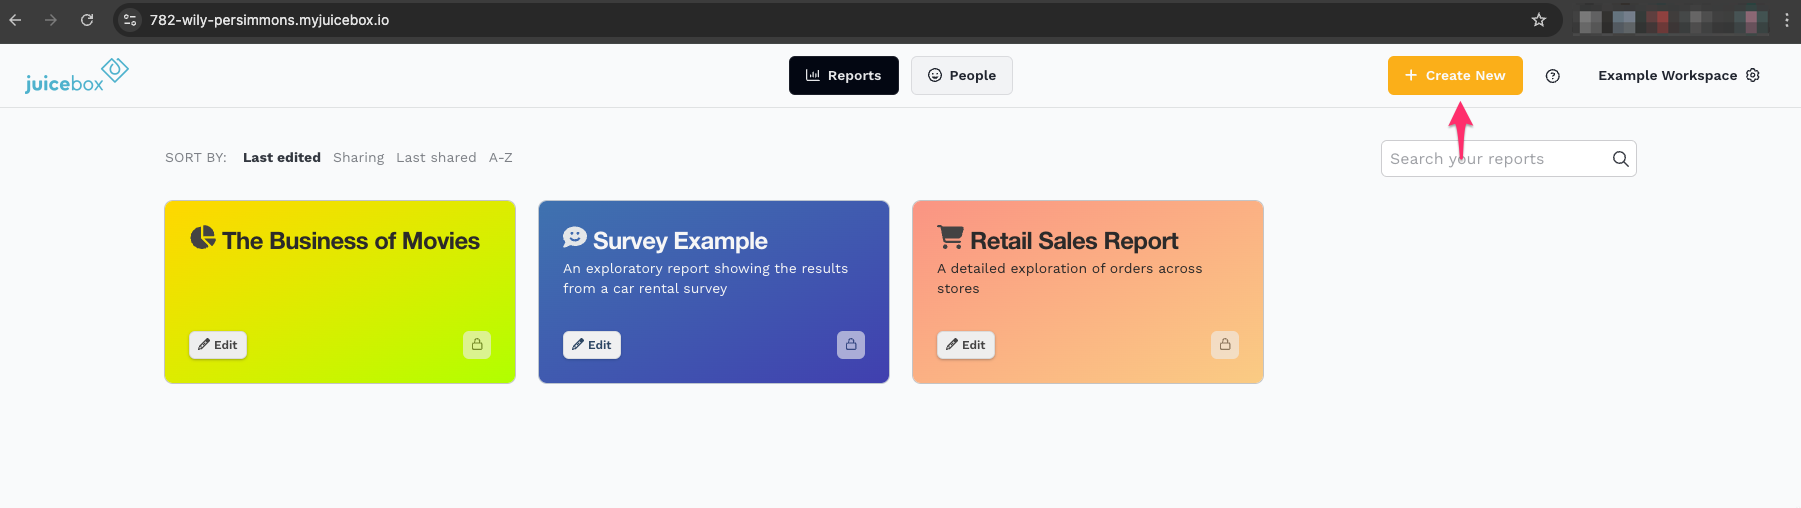 782-wily-persimmons.myjuicebox.io
juicebox
Reports
People
+ Create New
Example Workspace
SORT BY: Last edited Sharing Last shared A-Z
Search your reports
The Business of Movies
Edit
Survey Example
An exploratory report showing the results
from a car rental survey
Edit
Retail Sales Report
A detailed exploration of orders across
stores
Edit